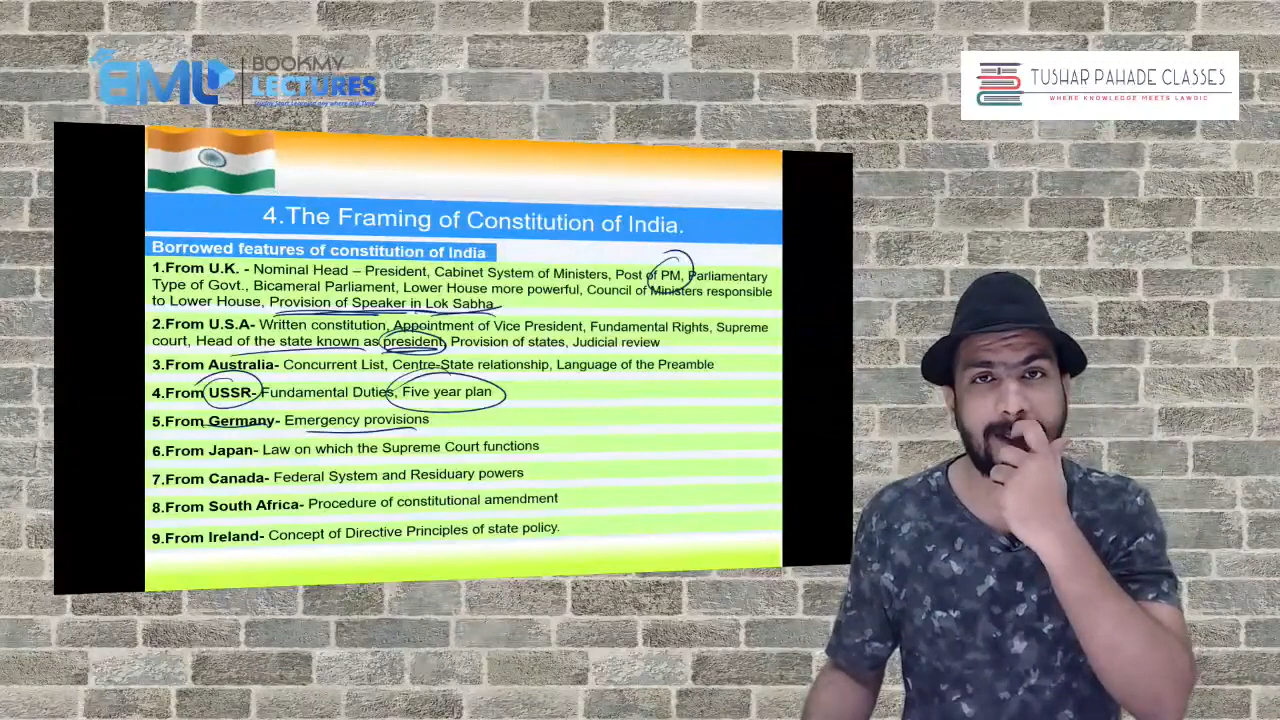 BML BOOKMY
LECTURES
TUSHAR PAHADE CLASSES
WHERE KNOWLEDGE MEETS LAWGIC
4.The Framing of Constitution of India.
Borrowed features of constitution of India
1.From U.K. - Nominal Head – President, Cabinet System of Ministers, Post of PM, Parliamentary
Type of Govt., Bicameral Parliament, Lower House more powerful, Council of Ministers responsible
to Lower House, Provision of Speaker in Lok Sabha
2.From U.S.A- Written constitution, Appointment of Vice President, Fundamental Rights, Supreme
court, Head of the state known as president, Provision of states, Judicial review
3.From Australia- Concurrent List, Centre-State relationship, Language of the Preamble
4.From USSR- Fundamental Duties, Five year plan
5.From Germany- Emergency provisions
6.From Japan- Law on which the Supreme Court functions
7.From Canada- Federal System and Residuary powers
8.From South Africa- Procedure of constitutional amendment
9.From Ireland- Concept of Directive Principles of state policy.